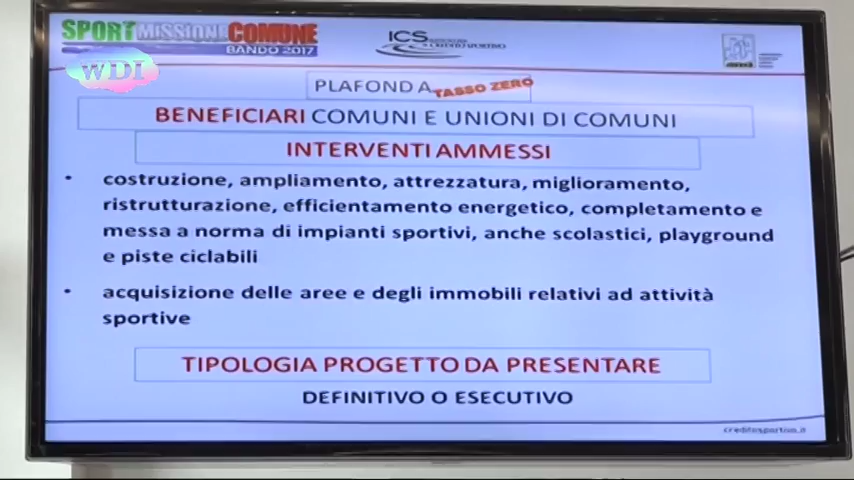 SPORT MISSIONE COMUNE
BANDO 2017
ICS
WDI
PLAFOND A TASSO ZERO
BENEFICIARI COMUNI E UNIONI DI COMUNI
INTERVENTI AMMESSI
• costruzione, ampliamento, attrezzatura, miglioramento,
ristrutturazione, efficientamento energetico, completamento e
messa a norma di impianti sportivi, anche scolastici, playground
e piste ciclabili
• acquisizione delle aree e degli immobili relativi ad attività
sportive
TIPOLOGIA PROGETTO DA PRESENTARE
DEFINITIVO O ESECUTIVO
creditosportivo.it